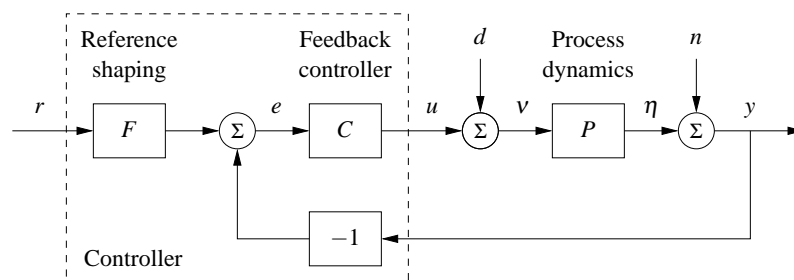 Reference shaping
Feedback controller
d
Process dynamics
n
r
F
Σ
e
C
u
Σ
ν
P
η
Σ
y
−1
Controller